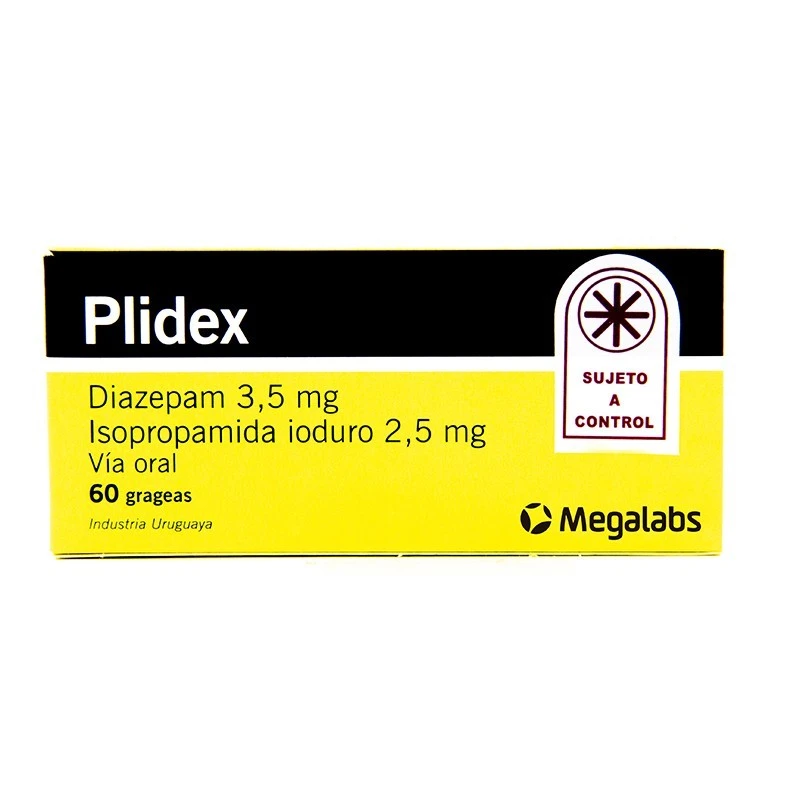 Plidex
SUJETO
A
CONTROL
Diazepam 3,5 mg
Isopropamida ioduro 2,5 mg
Vía oral
60 grageas
Industria Uruguaya
Megalabs